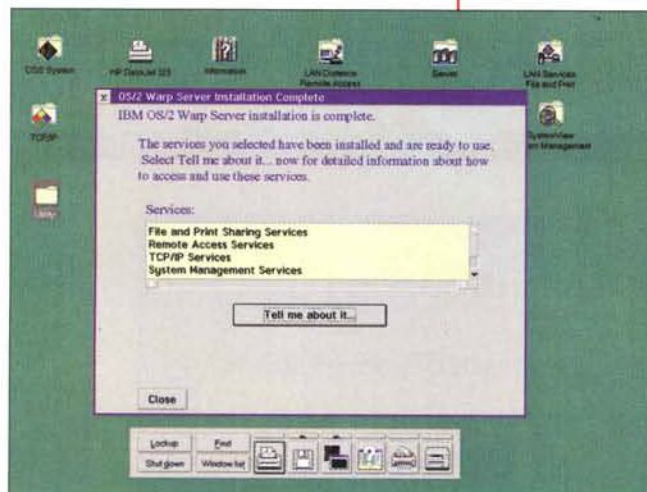 OS/2 System
HP DeskJet
Information
LAN Distance
Remote Access
Server
LAN Services
File and Print
TCP/IP
SystemView
em Management
Utility
OS/2 Warp Server Installation Complete
IBM OS/2 Warp Server installation is complete.
The services you selected have been installed and are ready to use.
Select Tell me about it... now for detailed information about how
to access and use these services.
Services:
File and Print Sharing Services
Remote Access Services
TCP/IP Services
System Management Services
Tell me about it...
Close
Lockup
Find
Shut down
Window list